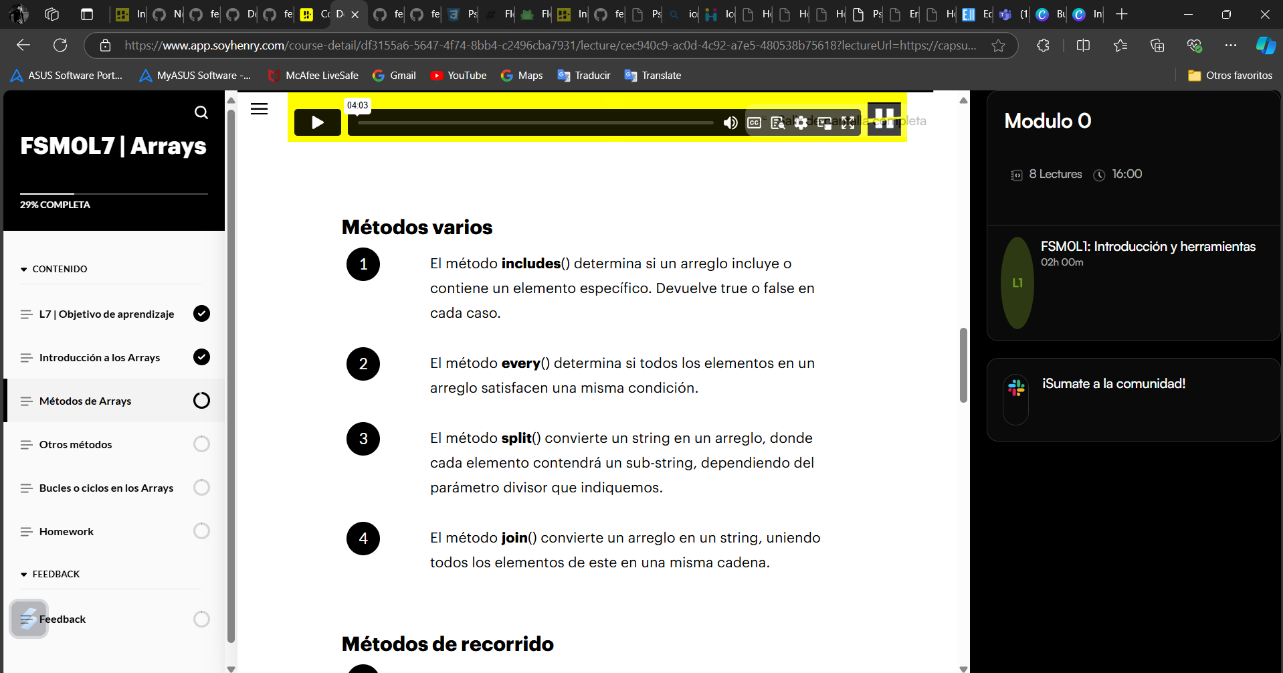 https://www.app.soyhenry.com/course-detail/df3155a6-5647-4f74-8bb4-c2496cba7931/lecture/cec940c9-ac0d-4c92-a7e5-480538b75618?lectureUrl=https://capsu...
ASUS Software Port...
MyASUS Software -...
McAfee LiveSafe
Gmail
YouTube
Maps
Traducir
Translate
Otros favoritos
FSM0L7 | Arrays
29% COMPLETA
CONTENIDO
L7 | Objetivo de aprendizaje
Introducción a los Arrays
Métodos de Arrays
Otros métodos
Bucles o ciclos en los Arrays
Homework
FEEDBACK
Feedback
04:03
CC
completa
Métodos varios
1
El método includes() determina si un arreglo incluye o
contiene un elemento específico. Devuelve true o false en
cada caso.
2
El método every() determina si todos los elementos en un
arreglo satisfacen una misma condición.
3
El método split() convierte un string en un arreglo, donde
cada elemento contendrá un sub-string, dependiendo del
parámetro divisor que indiquemos.
4
El método join() convierte un arreglo en un string, uniendo
todos los elementos de este en una misma cadena.
Métodos de recorrido
Modulo 0
8 Lectures
16:00
L1
FSM0L1: Introducción y herramientas
02h 00m
¡Sumate a la comunidad!